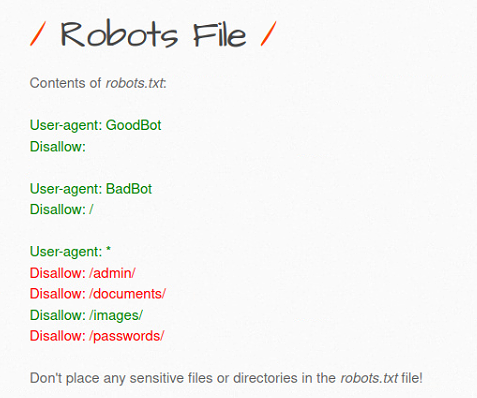 / Robots File /
Contents of robots.txt:
User-agent: GoodBot
Disallow:
User-agent: BadBot
Disallow: /
User-agent: *
Disallow: /admin/
Disallow: /documents/
Disallow: /images/
Disallow: /passwords/
Don't place any sensitive files or directories in the robots.txt file!